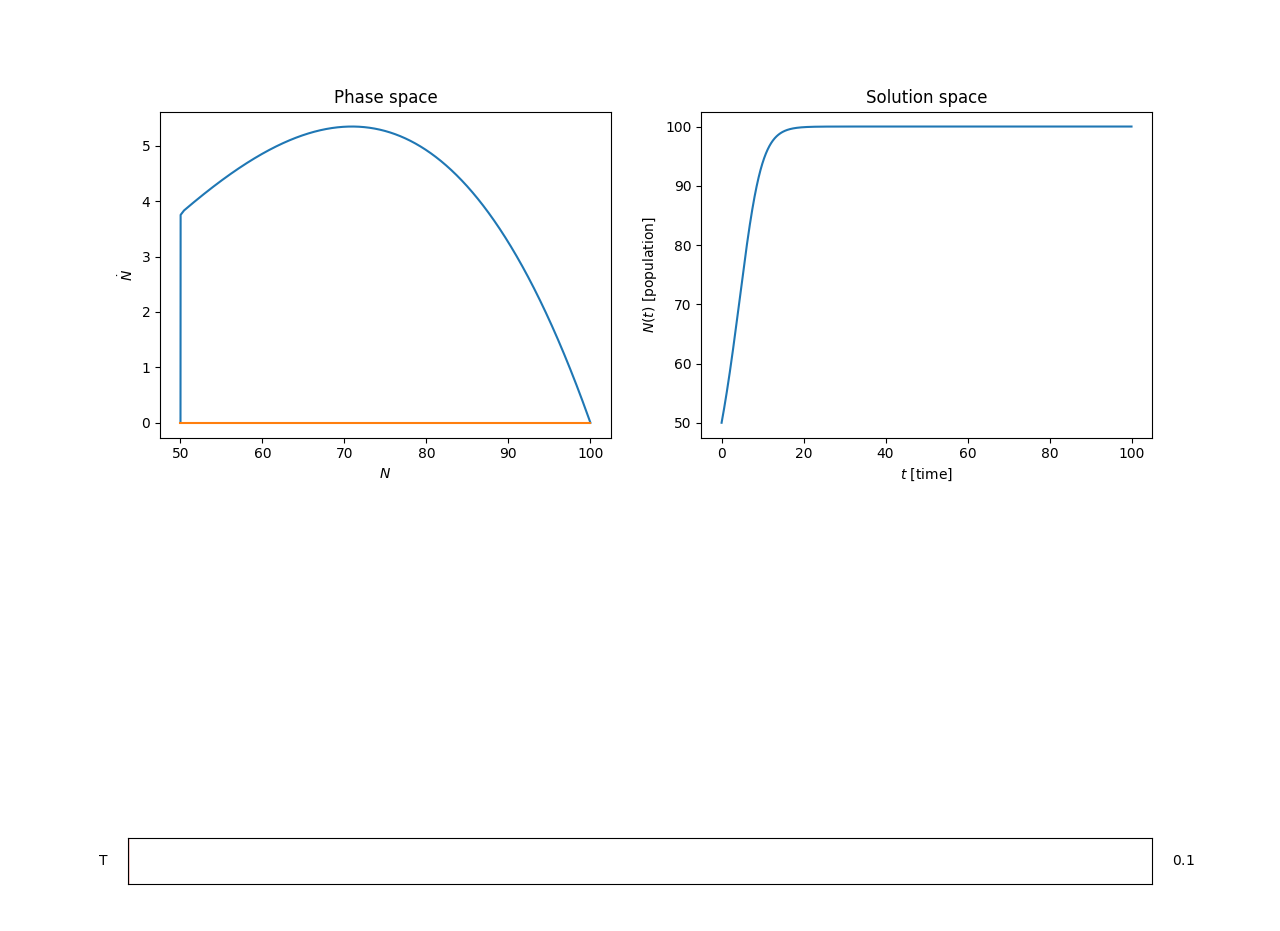 Phase space
5
4
3
2
1
0
Ṅ
50 60 70 80 90 100
N
Solution space
100
90
80
70
60
50
N(t) [population]
0 20 40 60 80 100
t [time]
T 0.1